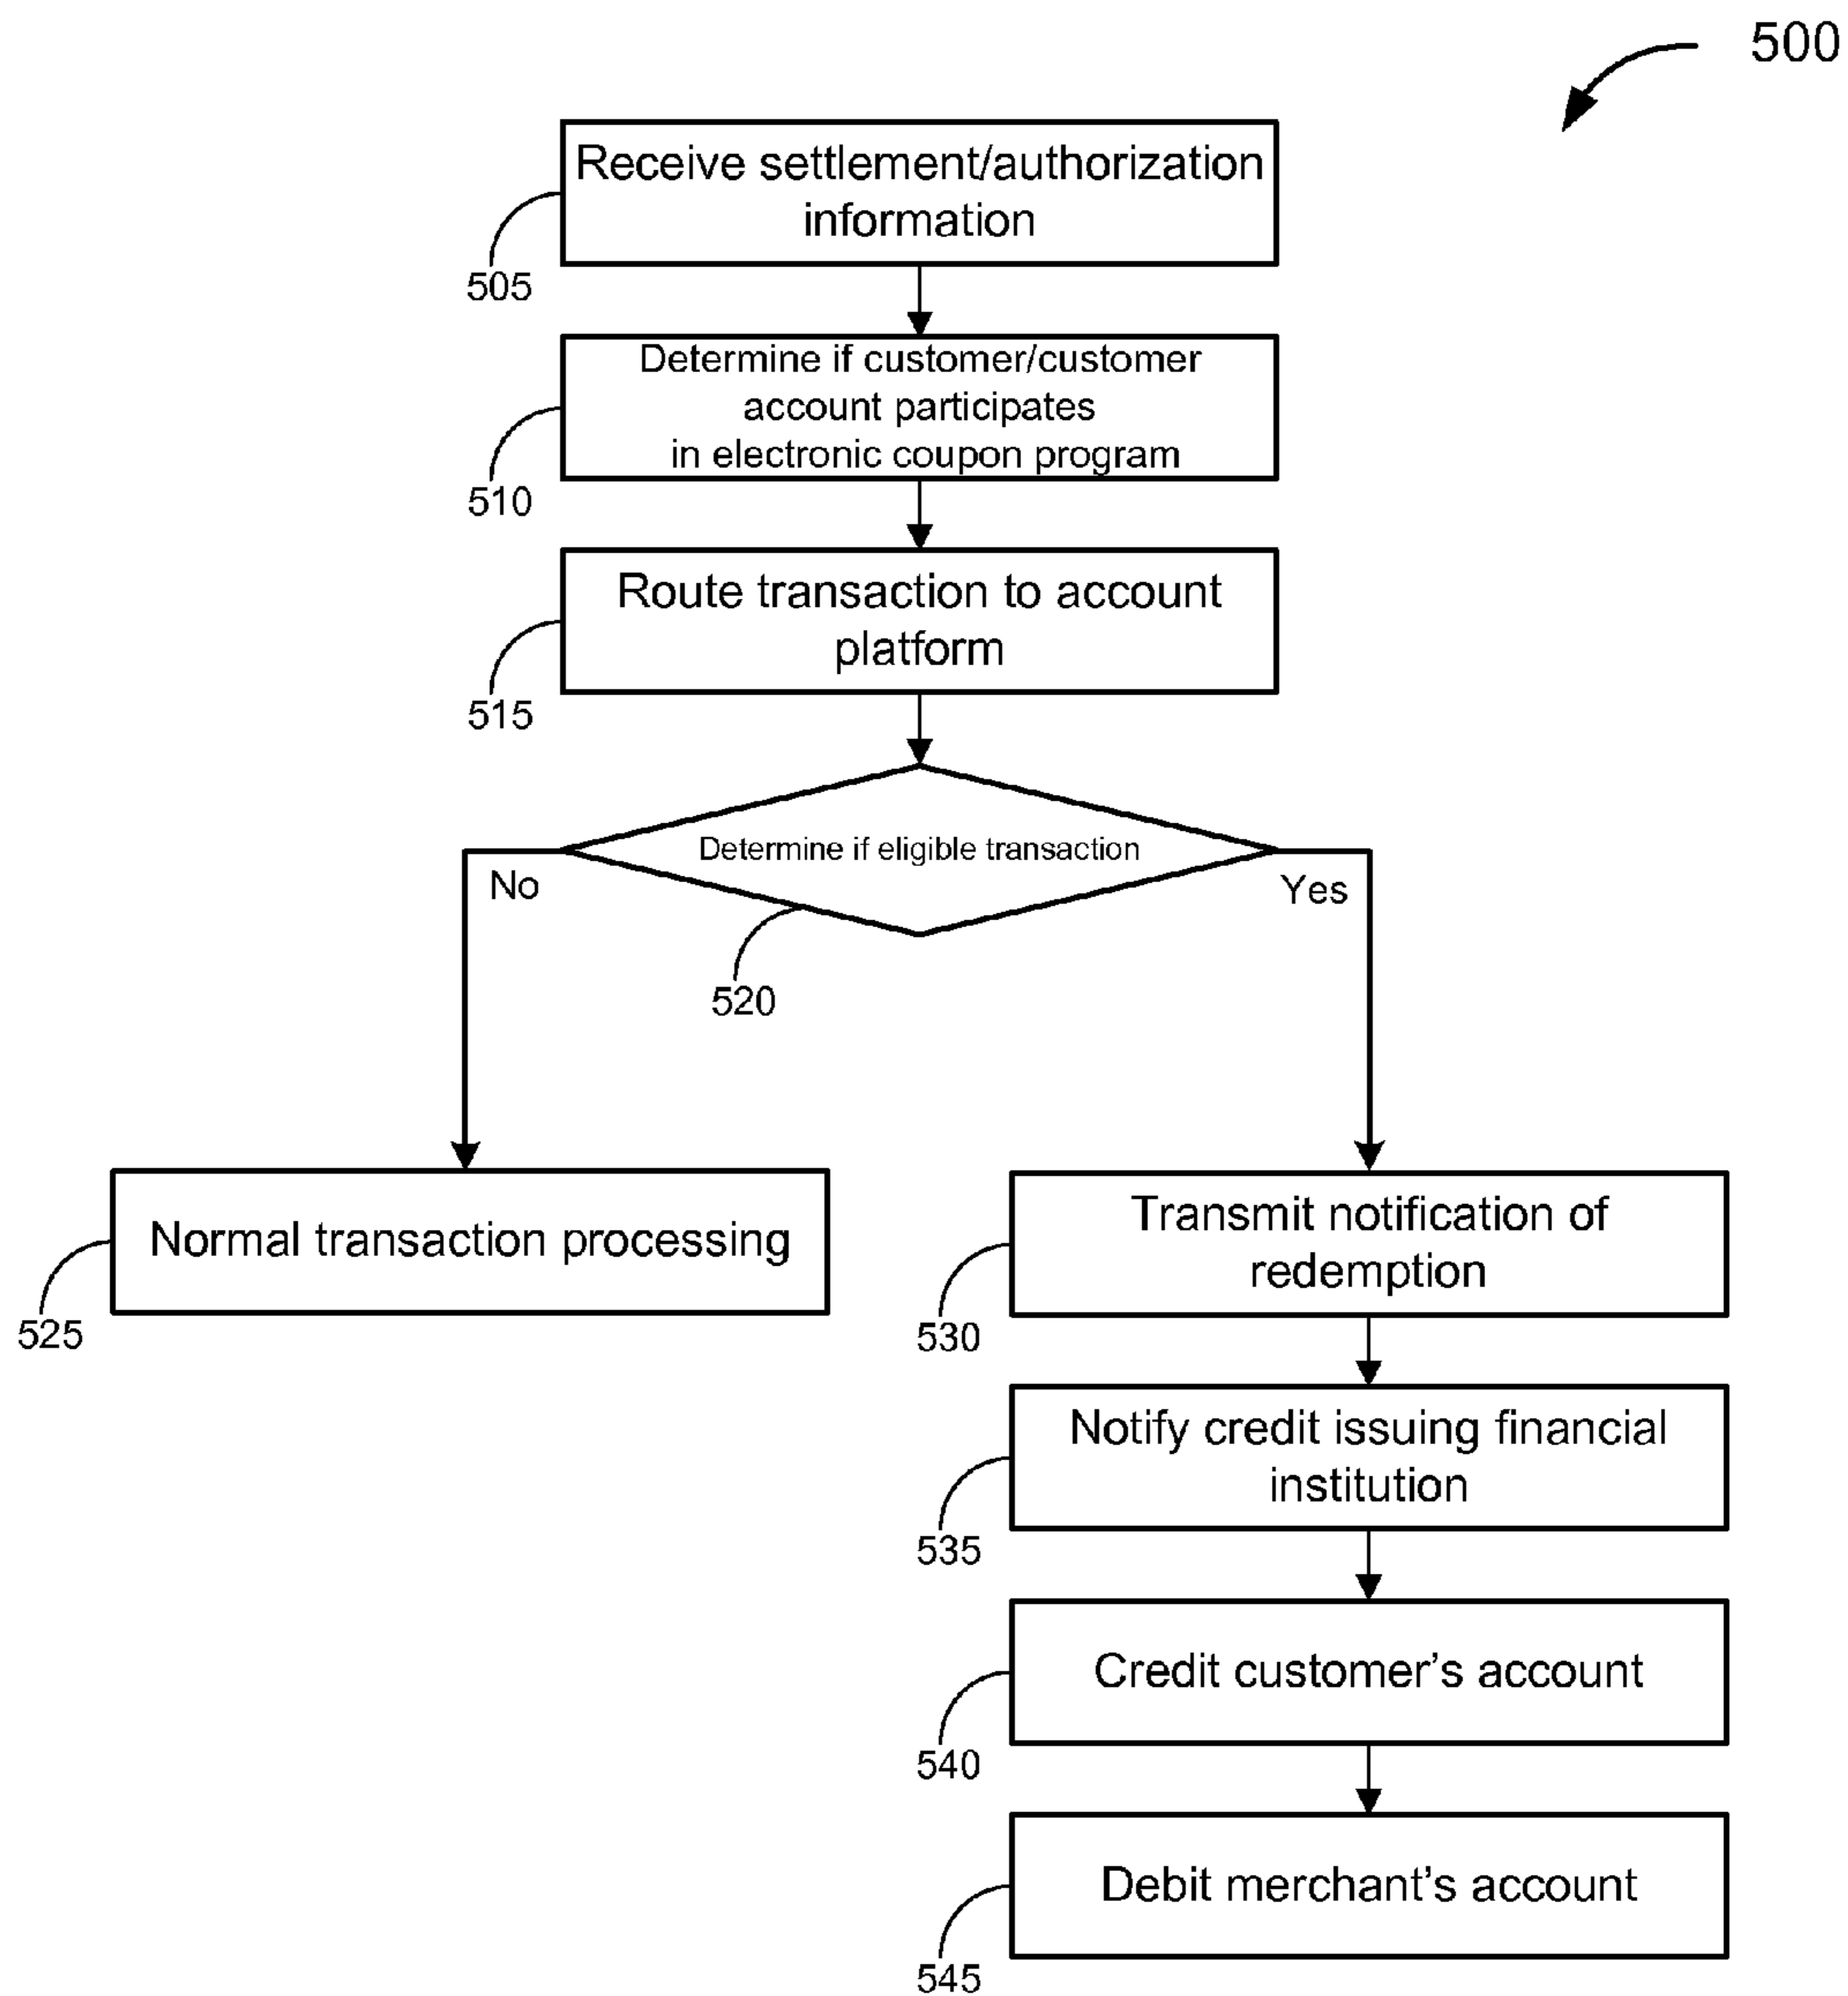 500
Receive settlement/authorization
information
505
Determine if customer/customer
account participates
in electronic coupon program
510
Route transaction to account
platform
515
Determine if eligible transaction
No
Yes
520
Normal transaction processing
525
Transmit notification of
redemption
530
Notify credit issuing financial
institution
535
Credit customer’s account
540
Debit merchant’s account
545